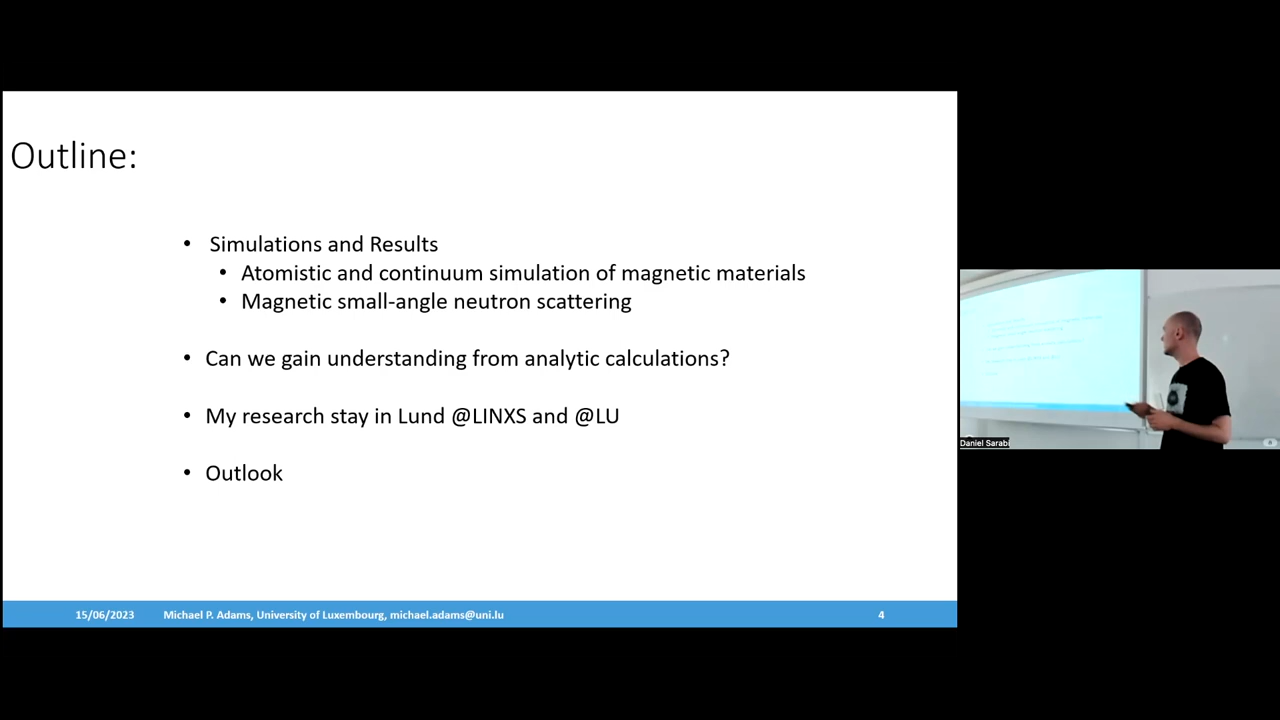 Outline:
• Simulations and Results
• Atomistic and continuum simulation of magnetic materials
• Magnetic small-angle neutron scattering
• Can we gain understanding from analytic calculations?
• My research stay in Lund @LINXS and @LU
• Outlook
15/06/2023 Michael P. Adams, University of Luxembourg, michael.adams@uni.lu 4
Daniel Sarabi